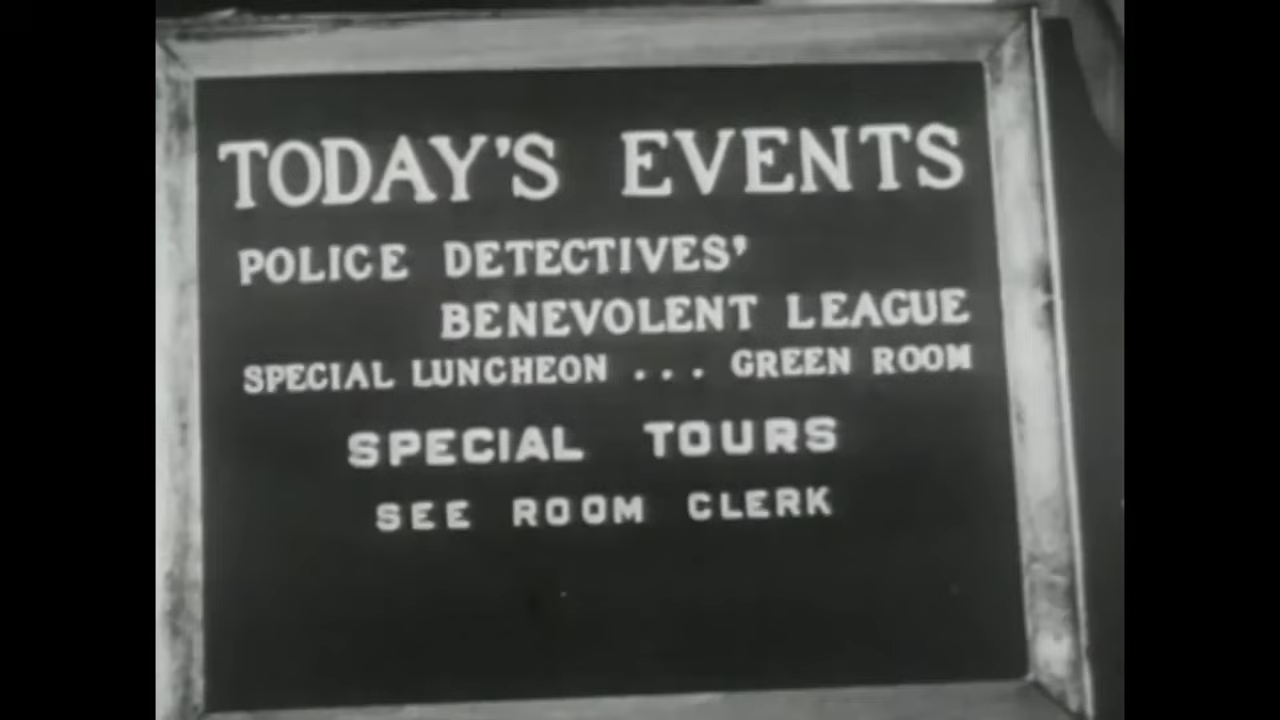 TODAY'S EVENTS
POLICE DETECTIVES'
BENEVOLENT LEAGUE
SPECIAL LUNCHEON ... GREEN ROOM
SPECIAL TOURS
SEE ROOM CLERK